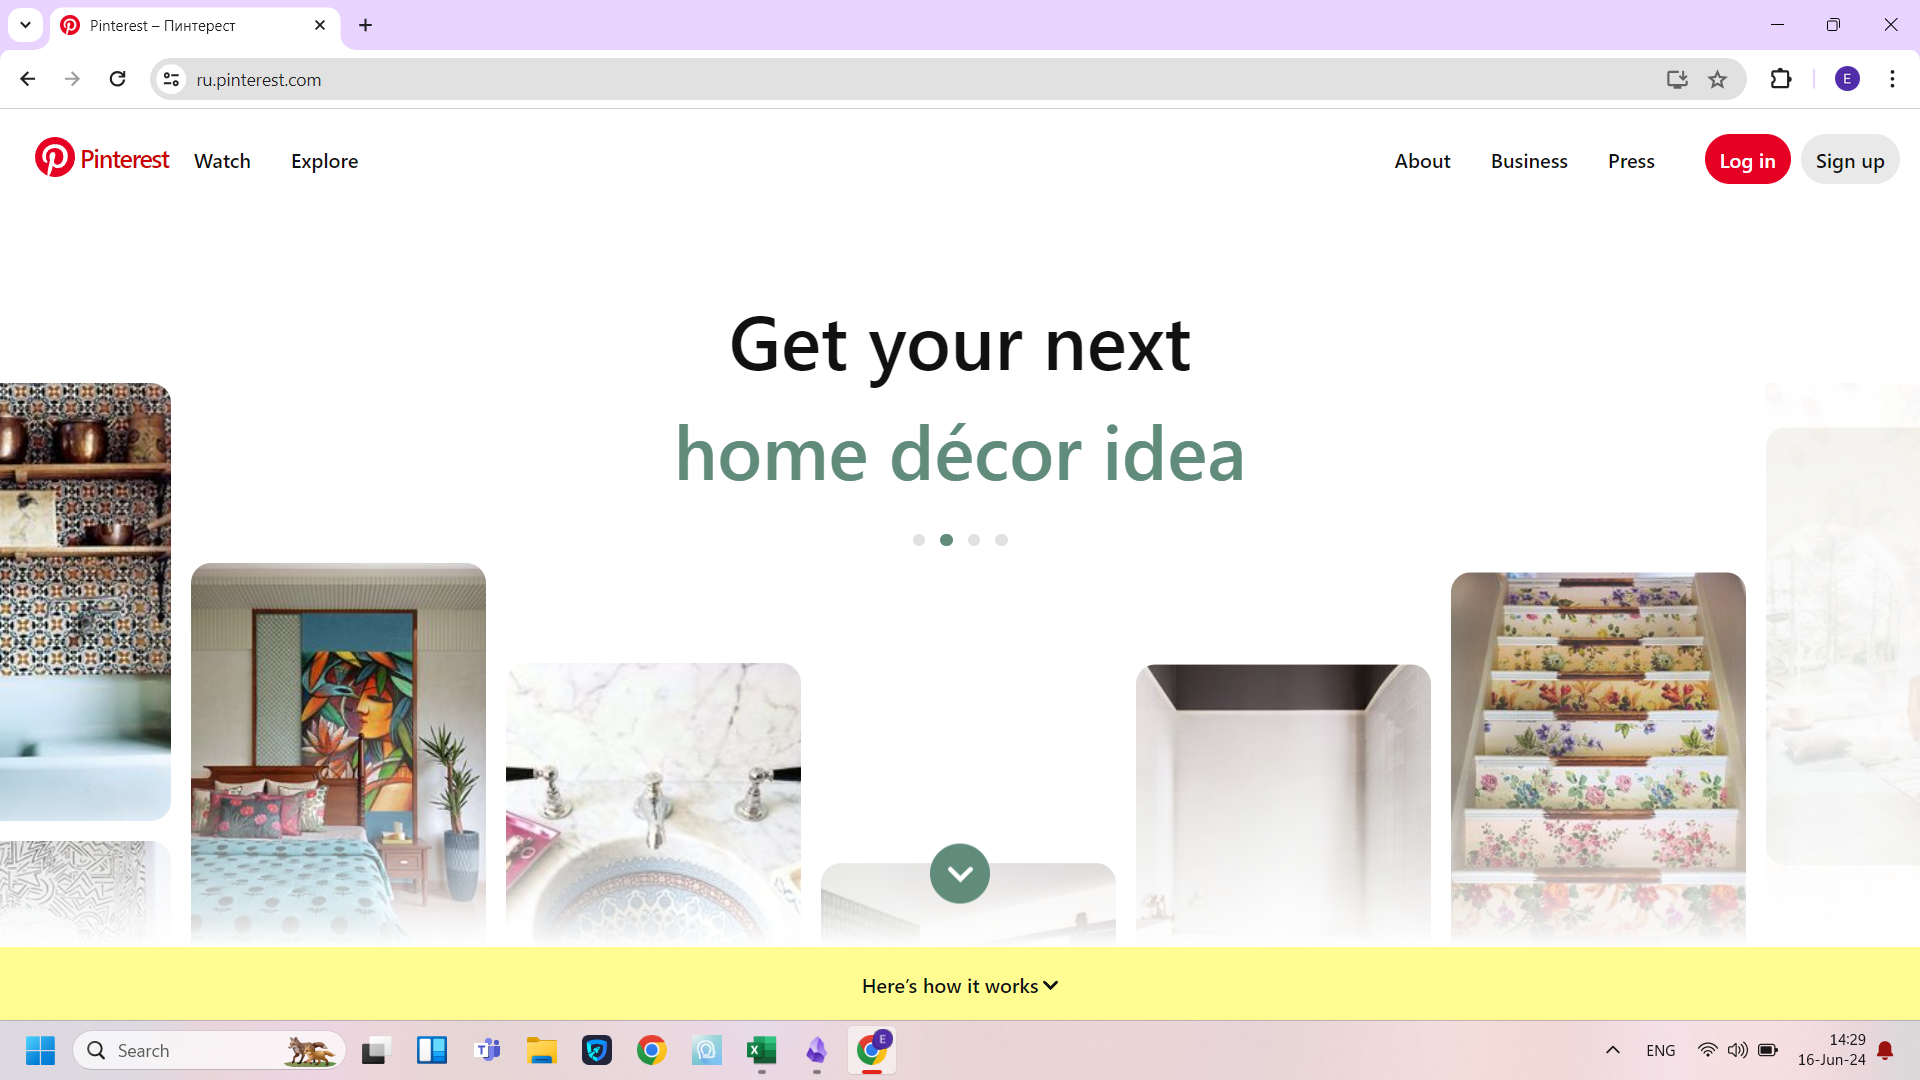 Pinterest – Пинтерест
ru.pinterest.com
E
Pinterest
Watch
Explore
About
Business
Press
Log in
Sign up
Get your next
home décor idea
Here’s how it works
Search
E
ENG
14:29
16-Jun-24